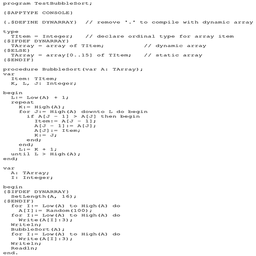 program TestBubbleSort;
{$APPTYPE CONSOLE}
{.$DEFINE DYNARRAY}  // remove '.' to compile with dynamic array
type
TItem = Integer;   // declare ordinal type for array item
{$IFDEF DYNARRAY}
TArray = array of TItem;          // dynamic array
{$ELSE}
TArray = array[0..15] of TItem;   // static array
{$ENDIF}
procedure BubbleSort(var A: TArray);
var
Item: TItem;
K, L, J: Integer;
begin
L:= Low(A) + 1;
repeat
K:= High(A);
for J:= High(A) downto L do begin
if A[J - 1] > A[J] then begin
Item:= A[J - 1];
A[J - 1]:= A[J];
A[J]:= Item;
K:= J;
end;
end;
L:= K + 1;
until L > High(A);
end;
var
A: TArray;
I: Integer;
begin
{$IFDEF DYNARRAY}
SetLength(A, 16);
{$ENDIF}
for I:= Low(A) to High(A) do
A[I]:= Random(100);
for I:= Low(A) to High(A) do
Write(A[I]:3);
Writeln;
BubbleSort(A);
for I:= Low(A) to High(A) do
Write(A[I]:3);
Writeln;
Readln;
end.